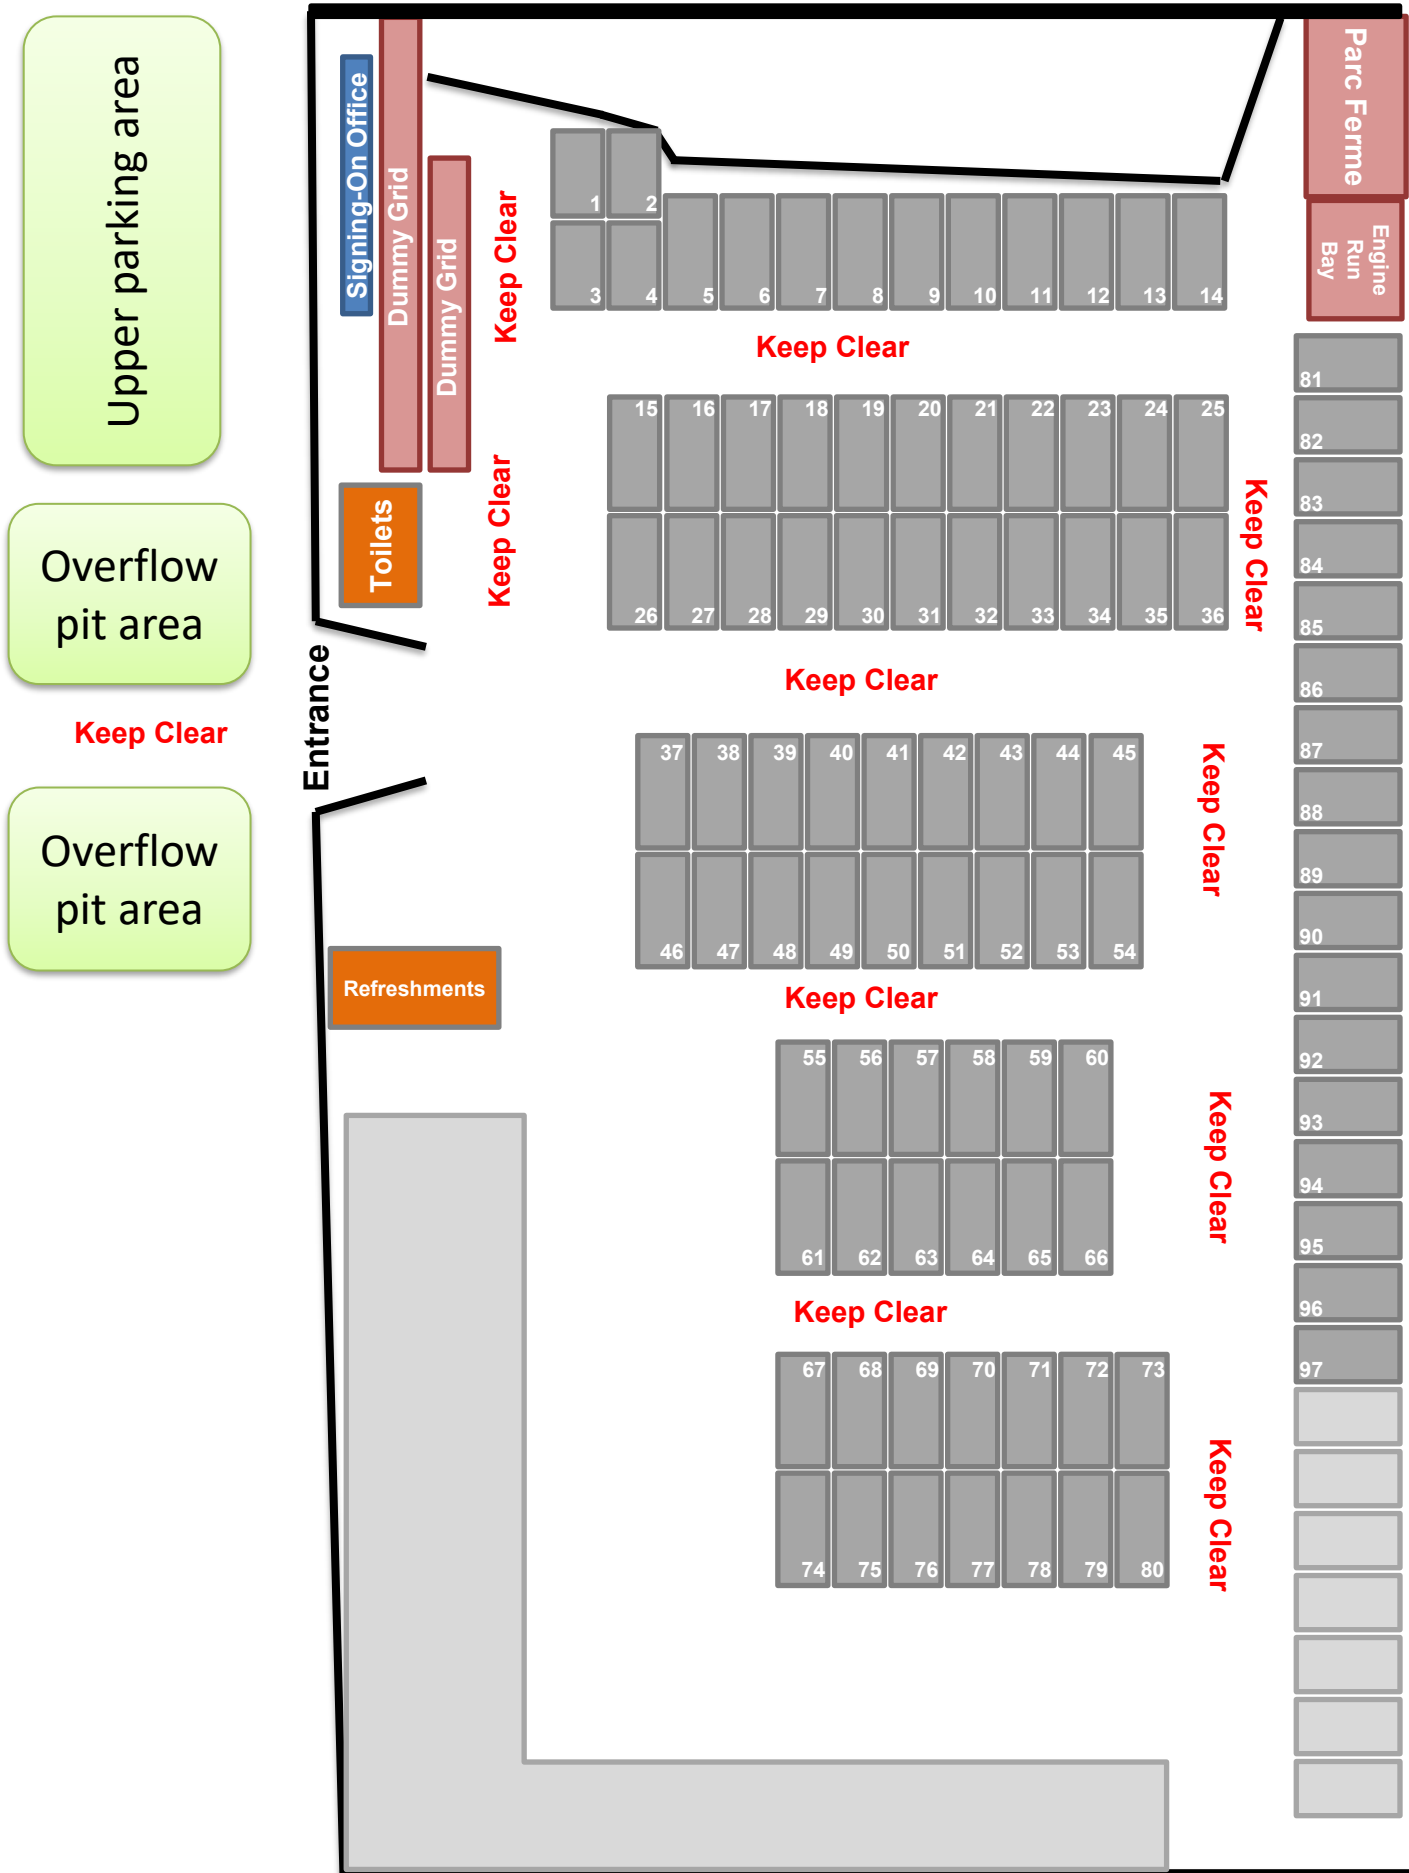 Upper parking area
Overflow
pit area
Keep Clear
Overflow
pit area
Entrance
Signing-On Office
Dummy Grid
Dummy Grid
Toilets
Refreshments
Keep Clear
Keep Clear
Parc Ferme
Engine
Run
Bay
1 2
3 4 5 6 7 8 9 10 11 12 13 14
Keep Clear
15 16 17 18 19 20 21 22 23 24 25
26 27 28 29 30 31 32 33 34 35 36
Keep Clear
Keep Clear
37 38 39 40 41 42 43 44 45
46 47 48 49 50 51 52 53 54
Keep Clear
Keep Clear
55 56 57 58 59 60
61 62 63 64 65 66
Keep Clear
Keep Clear
67 68 69 70 71 72 73
74 75 76 77 78 79 80
Keep Clear
81
82
83
84
85
86
87
88
89
90
91
92
93
94
95
96
97